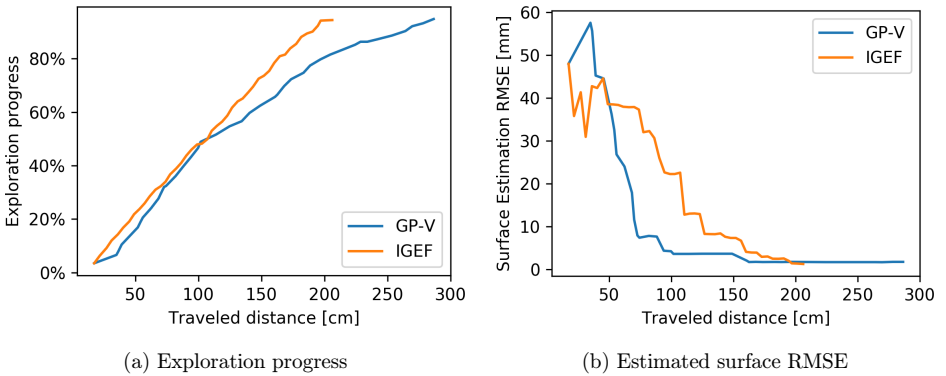 Exploration progress
80%
60%
40%
20%
0%
GP-V
IGEF
50 100 150 200 250 300
Traveled distance [cm]
(a) Exploration progress
Surface Estimation RMSE [mm]
60
50
40
30
20
10
0
GP-V
IGEF
50 100 150 200 250 300
Traveled distance [cm]
(b) Estimated surface RMSE